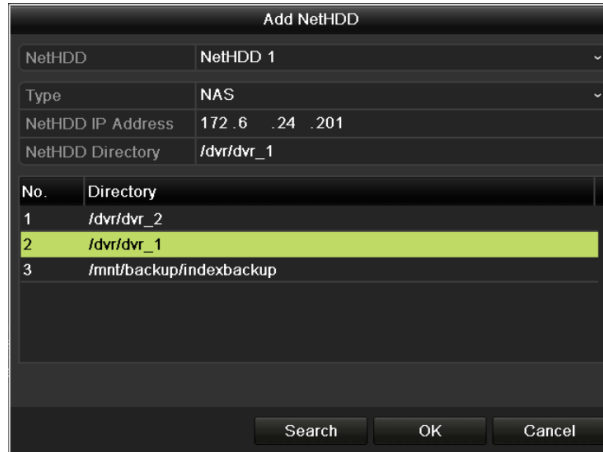 Add NetHDD
NetHDD NetHDD 1
Type NAS
NetHDD IP Address 172 .6 .24 .201
NetHDD Directory /dvr/dvr_1
No. Directory
1 /dvr/dvr_2
2 /dvr/dvr_1
3 /mnt/backup/indexbackup
Search OK Cancel